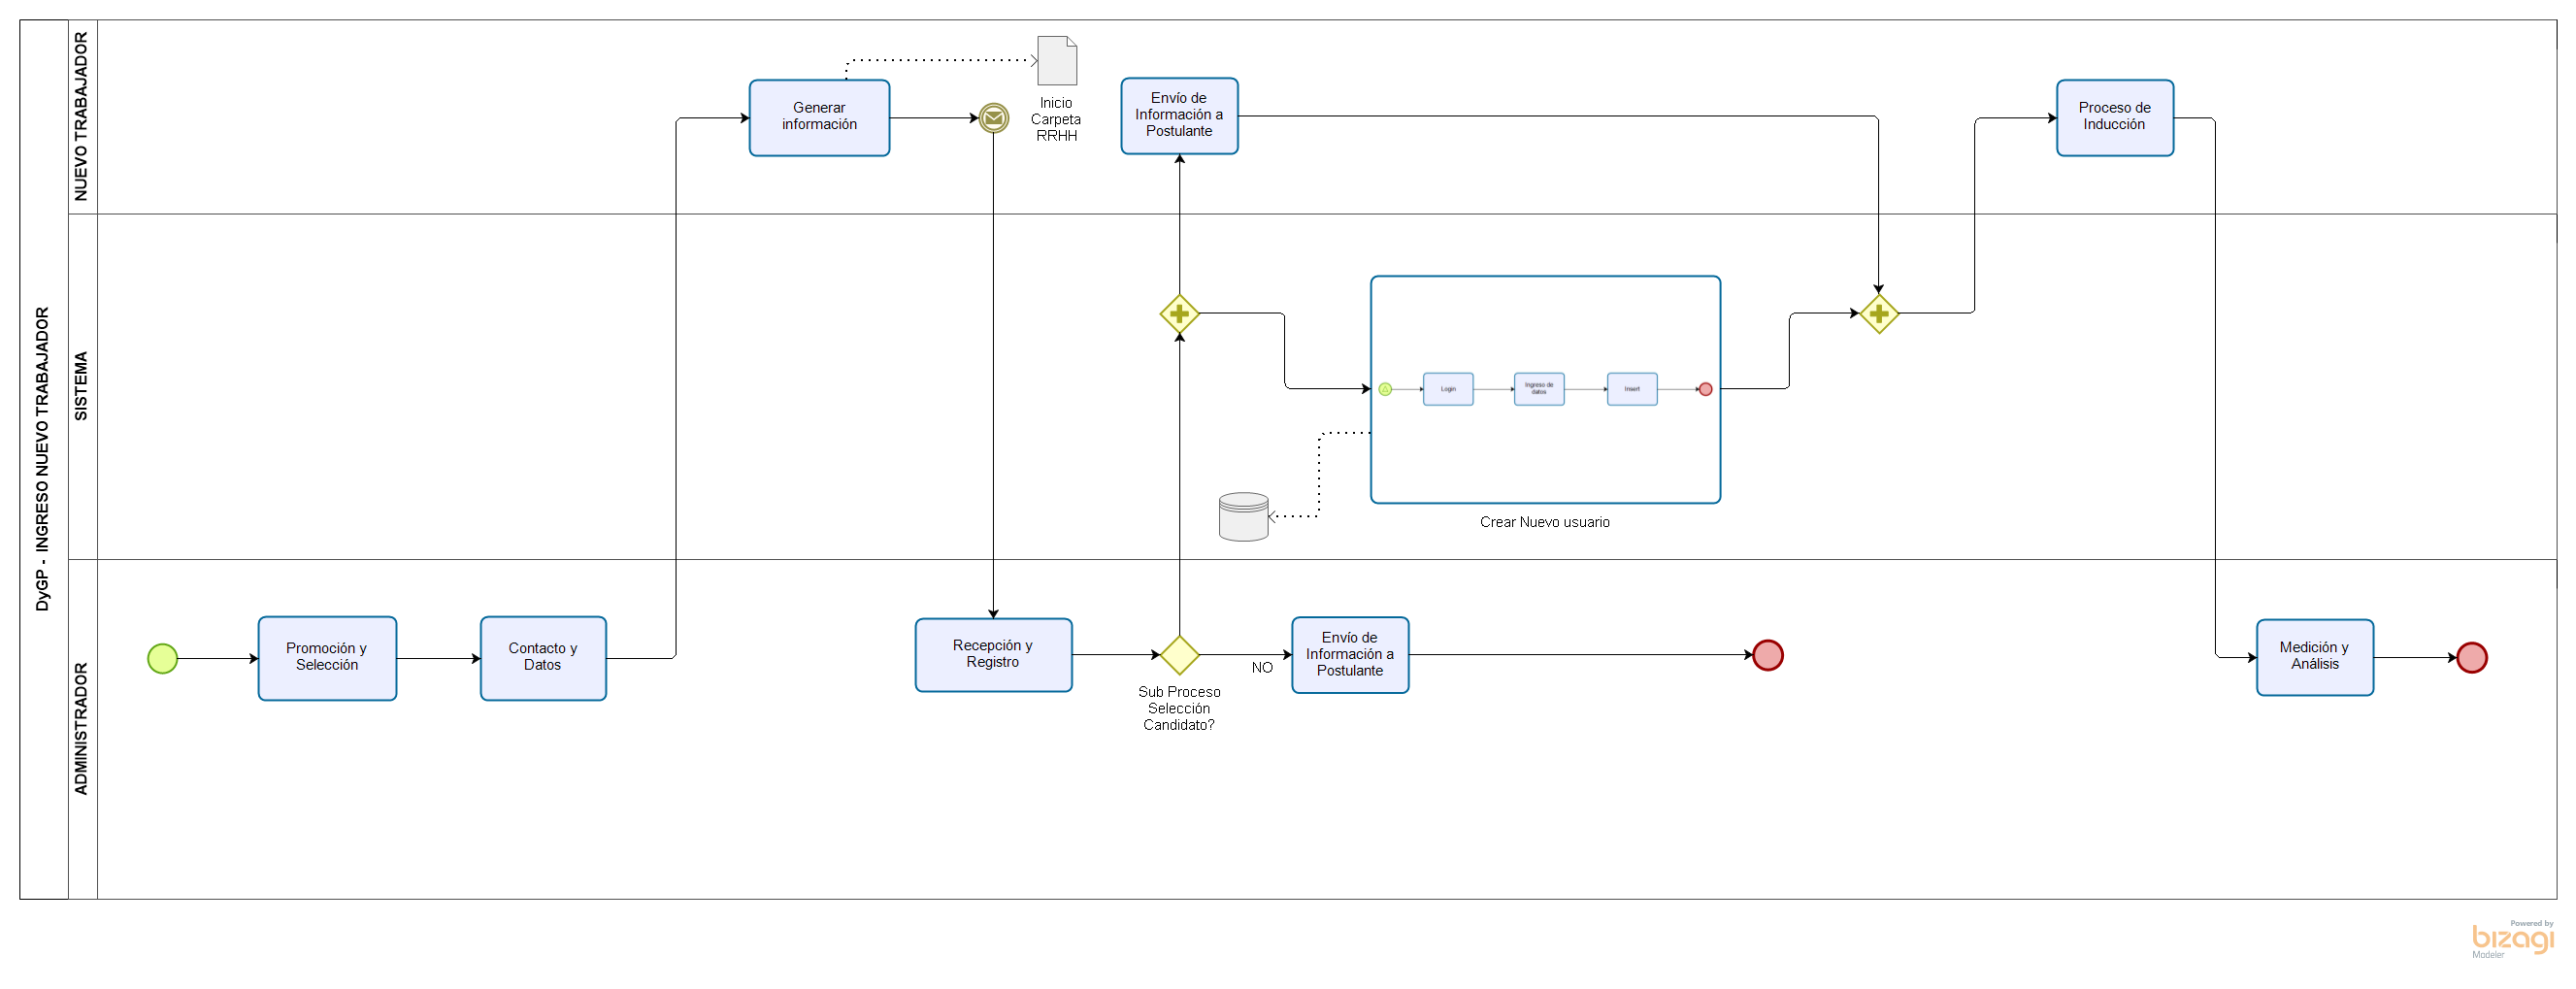 DyGP - INGRESO NUEVO TRABAJADOR
NUEVO TRABAJADOR
Generar
información
Inicio
Carpeta
RRHH
Envío de
Información a
Postulante
Proceso de
Inducción
SISTEMA
Login
Ingreso de
datos
Insert
Crear Nuevo usuario
ADMINISTRADOR
Promoción y
Selección
Contacto y
Datos
Recepción y
Registro
Sub Proceso
Selección
Candidato?
NO
Envío de
Información a
Postulante
Medición y
Análisis
Powered by
bizagi
Modeler